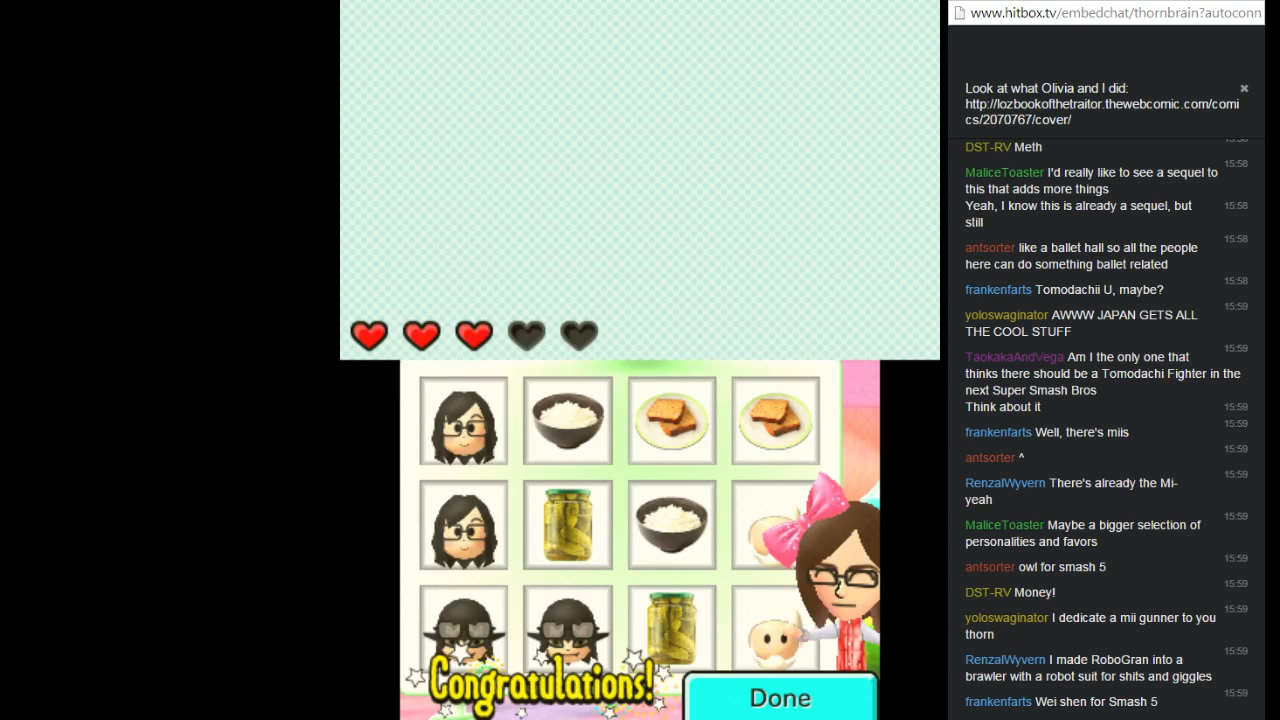 www.hitbox.tv/embedchat/thornbrain?autoconn
Look at what Olivia and I did:
http://lozbookofthetraitor.thewebcomic.com/comi
cs/2070767/cover/
DST-RV Meth
MaliceToaster I'd really like to see a sequel to 15:58
this that adds more things
Yeah, I know this is already a sequel, but 15:58
still
antsorter like a ballet hall so all the people 15:58
here can do something ballet related
frankenfarts Tomodachii U, maybe? 15:58
yoloswaginator AWWW JAPAN GETS ALL 15:59
THE COOL STUFF
TaokakaAndVega Am I the only one that 15:59
thinks there should be a Tomodachi Fighter in the
next Super Smash Bros
Think about it 15:59
frankenfarts Well, there's miis 15:59
antsorter ^ 15:59
RenzalWyvern There's already the Mi- 15:59
yeah
MaliceToaster Maybe a bigger selection of 15:59
personalities and favors
antsorter owl for smash 5 15:59
DST-RV Money! 15:59
yoloswaginator I dedicate a mii gunner to you 15:59
thorn
RenzalWyvern I made RoboGran into a 15:59
brawler with a robot suit for shits and giggles
frankenfarts Wei shen for Smash 5 15:59
Congratulations!
Done